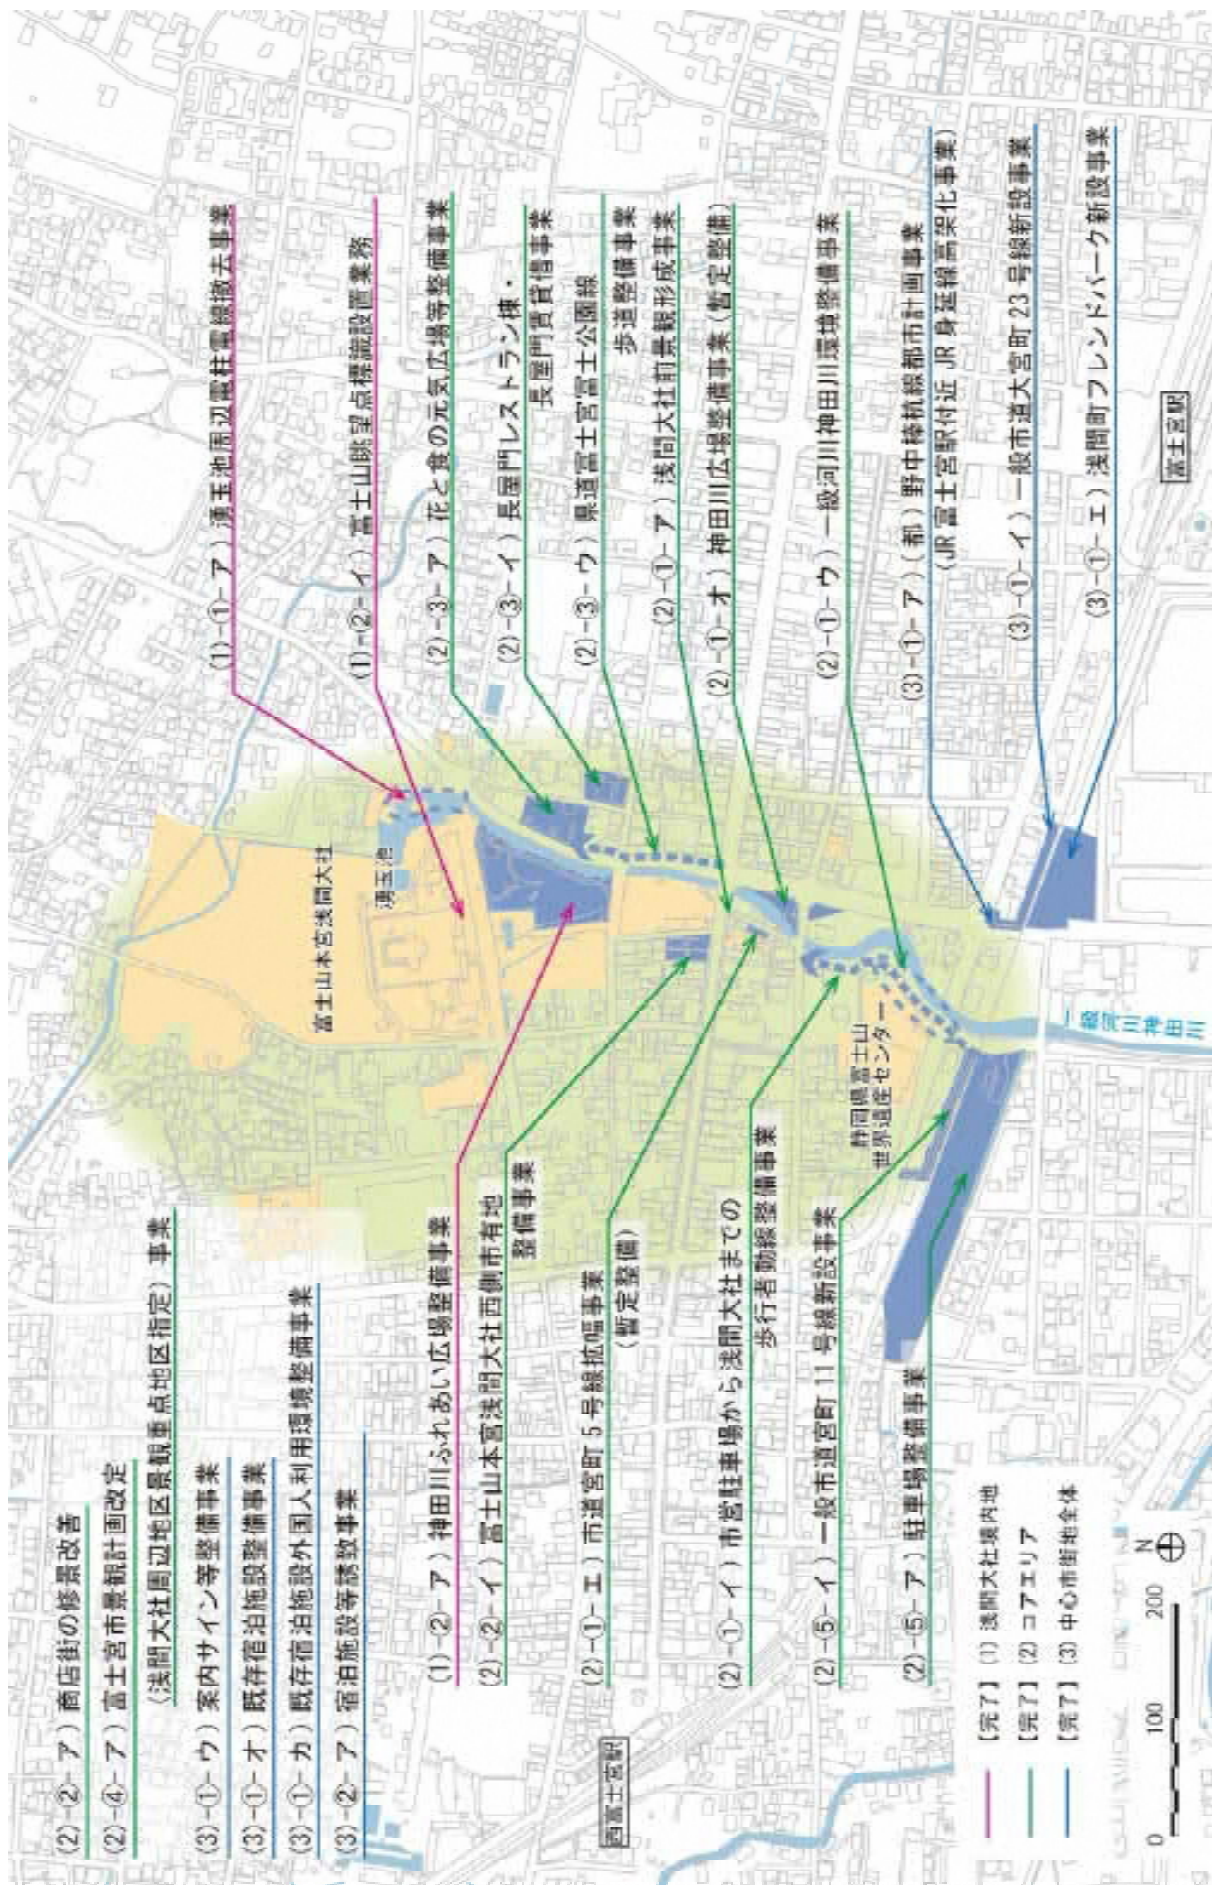 (2)-②-ア) 商店街の修景改善
(2)-④-ア) 富士宮市景観計画改定
(浅間大社周辺地区景観重点地区指定) 事業
(3)-①-ウ) 案内サイン等整備事業
(3)-①-オ) 既存宿泊施設整備事業
(3)-①-カ) 既存宿泊施設外国人利用環境整備事業
(3)-②-ア) 宿泊施設等誘致事業
(1)-②-ア) 神田川ふれあい広場整備事業
(2)-②-イ) 富士山本宮浅間大社西側市有地
整備事業
(2)-①-エ) 市道宮町5号線拡幅事業
(暫定整備)
(2)-①-イ) 市営駐車場から浅間大社までの
歩行者動線整備事業
(2)-⑤-イ) 一般市道宮町11号線新設事業
(2)-⑤-ア) 駐車場整備事業
(1)-①-ア) 湧玉池周辺電柱電線撤去事業
(1)-②-イ) 富士山眺望点標識設置業務
(2)-③-ア) 花と食の元気広場等整備事業
(2)-③-イ) 長屋門レストラン棟・
長屋門賃貸借事業
(2)-③-ウ) 県道富士宮富士公園線
歩道整備事業
(2)-①-ア) 浅間大社前景観形成事業
(2)-①-オ) 神田川広場整備事業(暫定整備)
(2)-①-ウ) 一級河川神田川環境整備事業
(3)-①-ア) (都) 野中棒杭線都市計画事業
(JR富士宮駅付近 JR身延線高架化事業)
(3)-①-イ) 一般市道大宮町23号線新設事業
(3)-①-エ) 浅間町フレンドパーク新設事業
富士山本宮浅間大社
湧玉池
静岡県富士山
世界遺産センター
一級河川神田川
西富士宮駅
富士宮駅
【完了】(1) 浅間大社境内地
【完了】(2) コアエリア
【完了】(3) 中心市街地全体
0 100 200
N